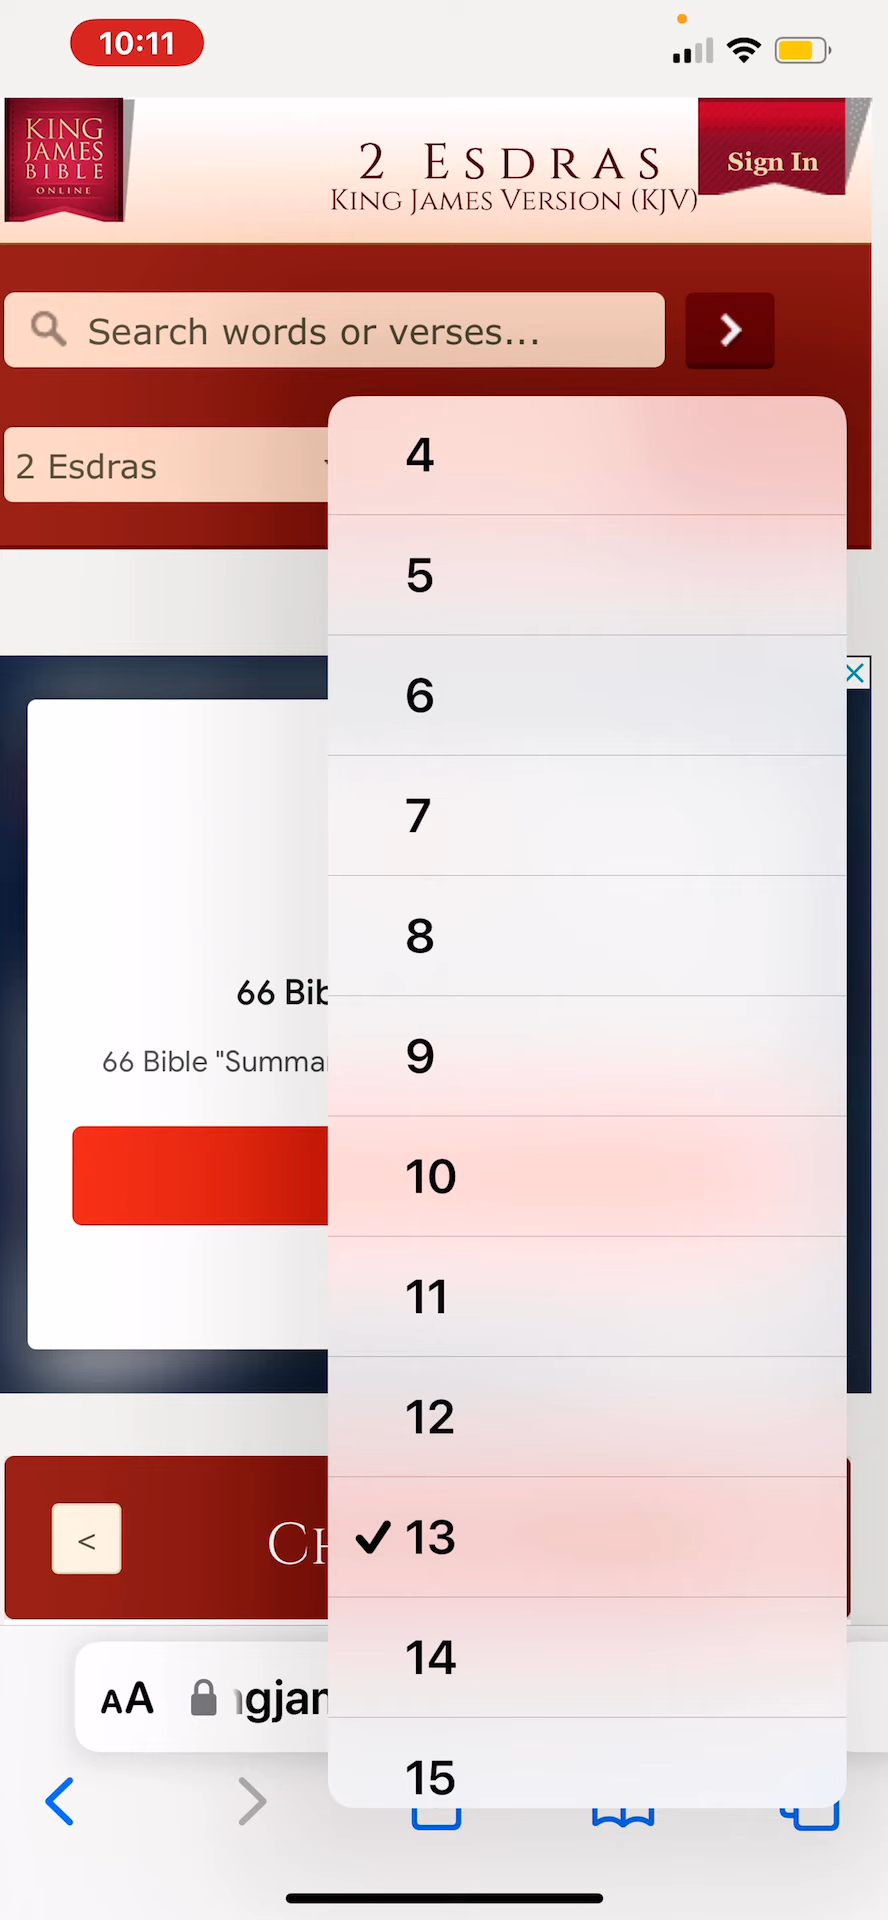 10:11
KING
JAMES
BIBLE
ONLINE
2 Esdras
King James Version (KJV)
Sign In
Search words or verses...
2 Esdras
4
5
6
7
8
9
10
11
12
✓ 13
14
15
66 Bib
66 Bible "Summa
<
Ch
AA
gjam